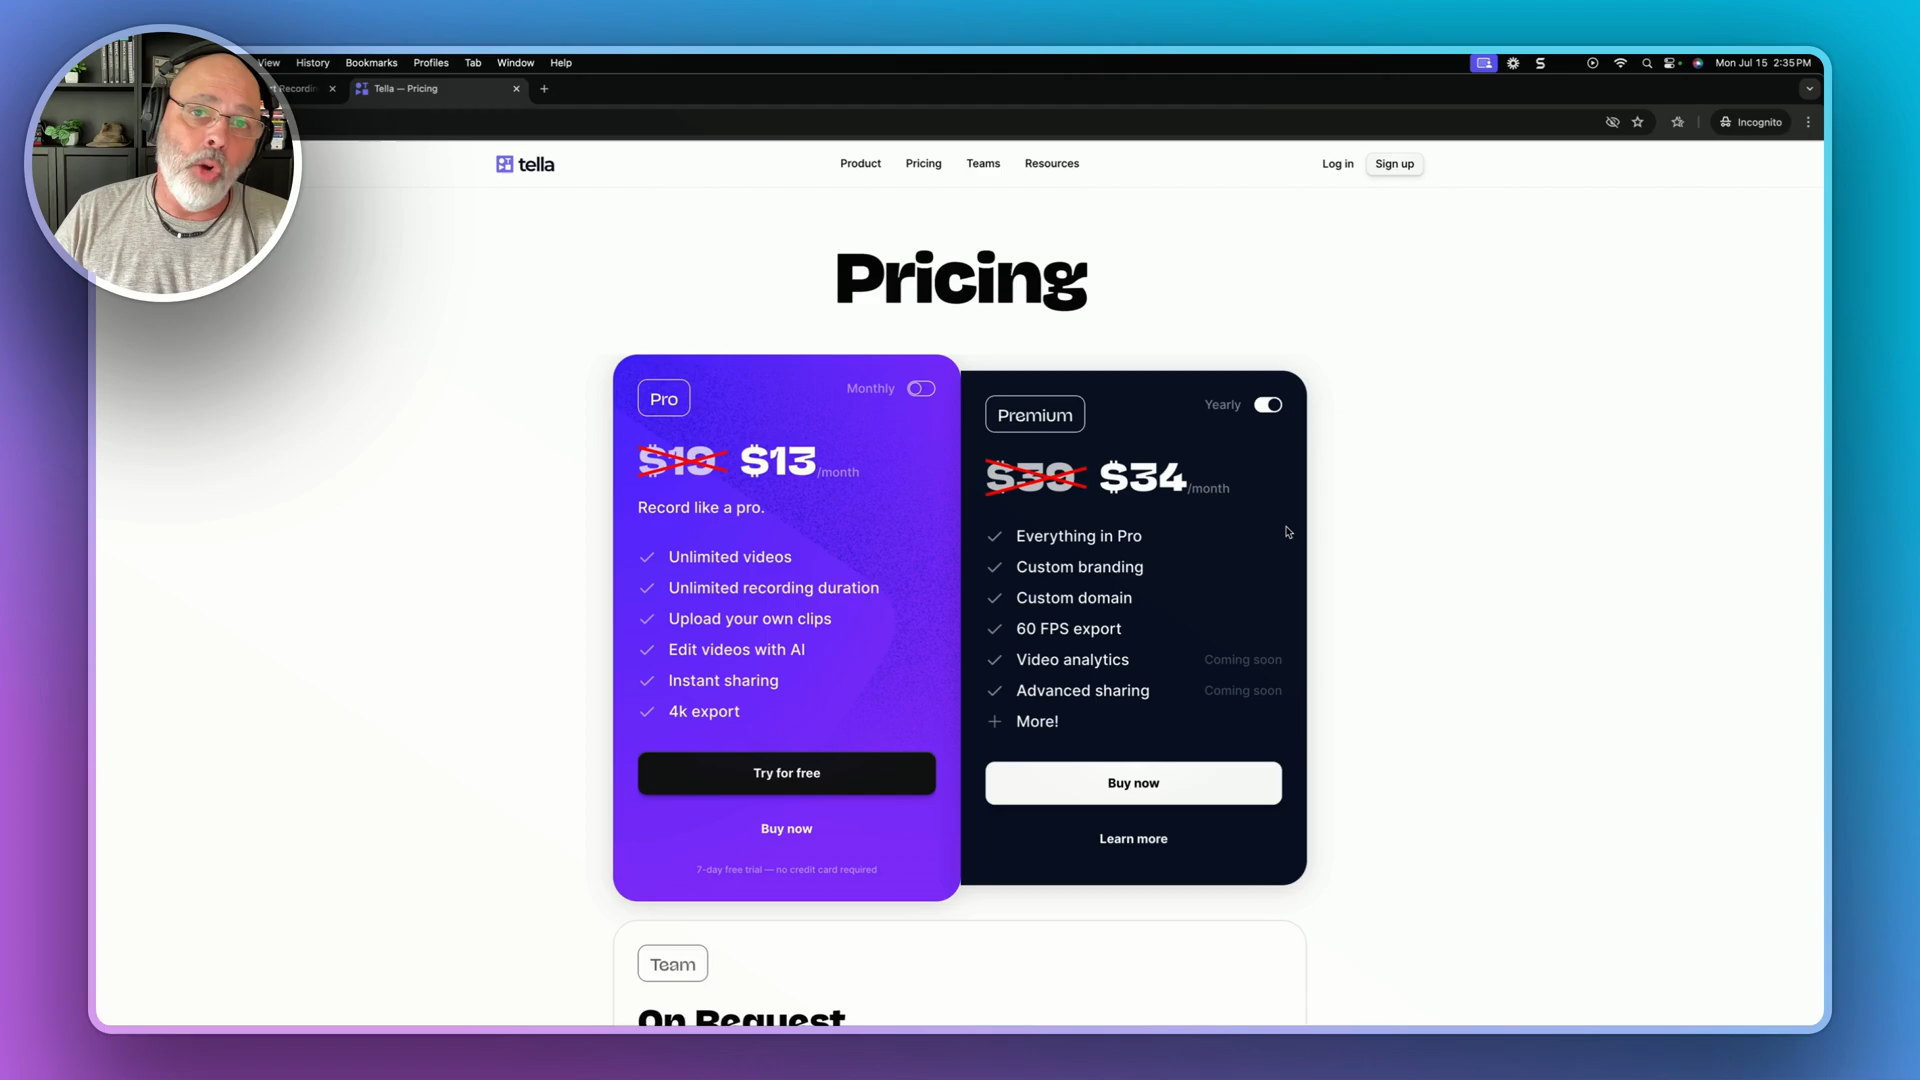 View History Bookmarks Profiles Tab Window Help
Mon Jul 15 2:35 PM
Tella — Pricing
Incognito
tella
Product Pricing Teams Resources
Log in Sign up
Pricing
Pro
Monthly
$19 $13 /month
Record like a pro.
Unlimited videos
Unlimited recording duration
Upload your own clips
Edit videos with AI
Instant sharing
4k export
Try for free
Buy now
7-day free trial — no credit card required
Premium
Yearly
$39 $34 /month
Everything in Pro
Custom branding
Custom domain
60 FPS export
Video analytics Coming soon
Advanced sharing Coming soon
More!
Buy now
Learn more
Team
On Request